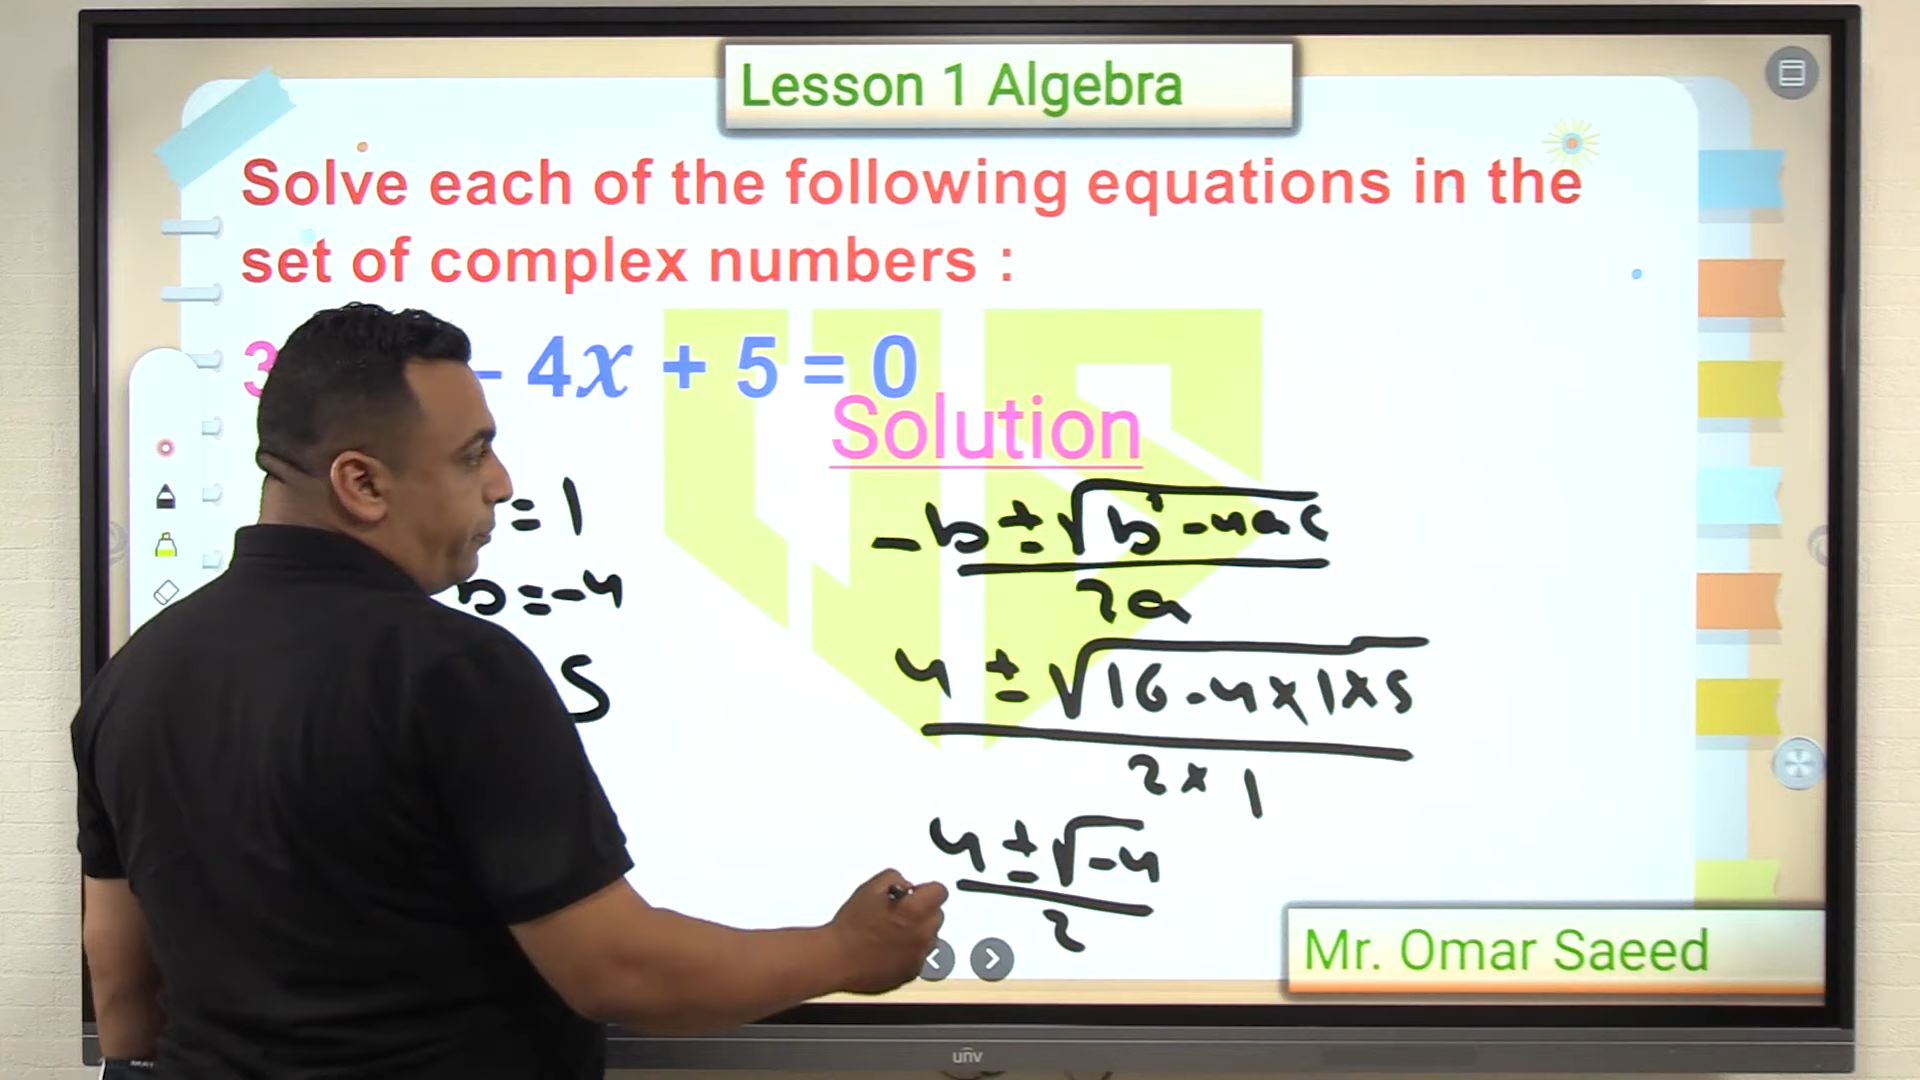 Lesson 1 Algebra
Solve each of the following equations in the
set of complex numbers :
3 - 4x + 5 = 0
Solution
= 1
b = -4
5
-b ± √b² - 4ac
2a
4 ± √16 - 4 x 1 x 5
2 x 1
4 ± √-4
2
Mr. Omar Saeed
unv